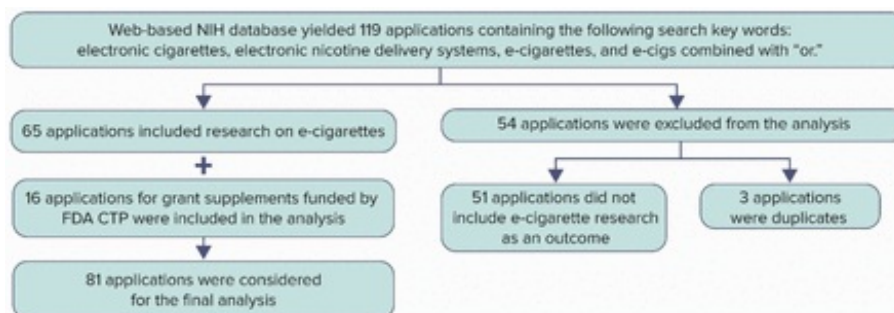 Web-based NIH database yielded 119 applications containing the following search key words:
electronic cigarettes, electronic nicotine delivery systems, e-cigarettes, and e-cigs combined with “or.”
65 applications included research on e-cigarettes
54 applications were excluded from the analysis
+
16 applications for grant supplements funded by
FDA CTP were included in the analysis
51 applications did not
include e-cigarette research
as an outcome
3 applications
were duplicates
81 applications were considered
for the final analysis